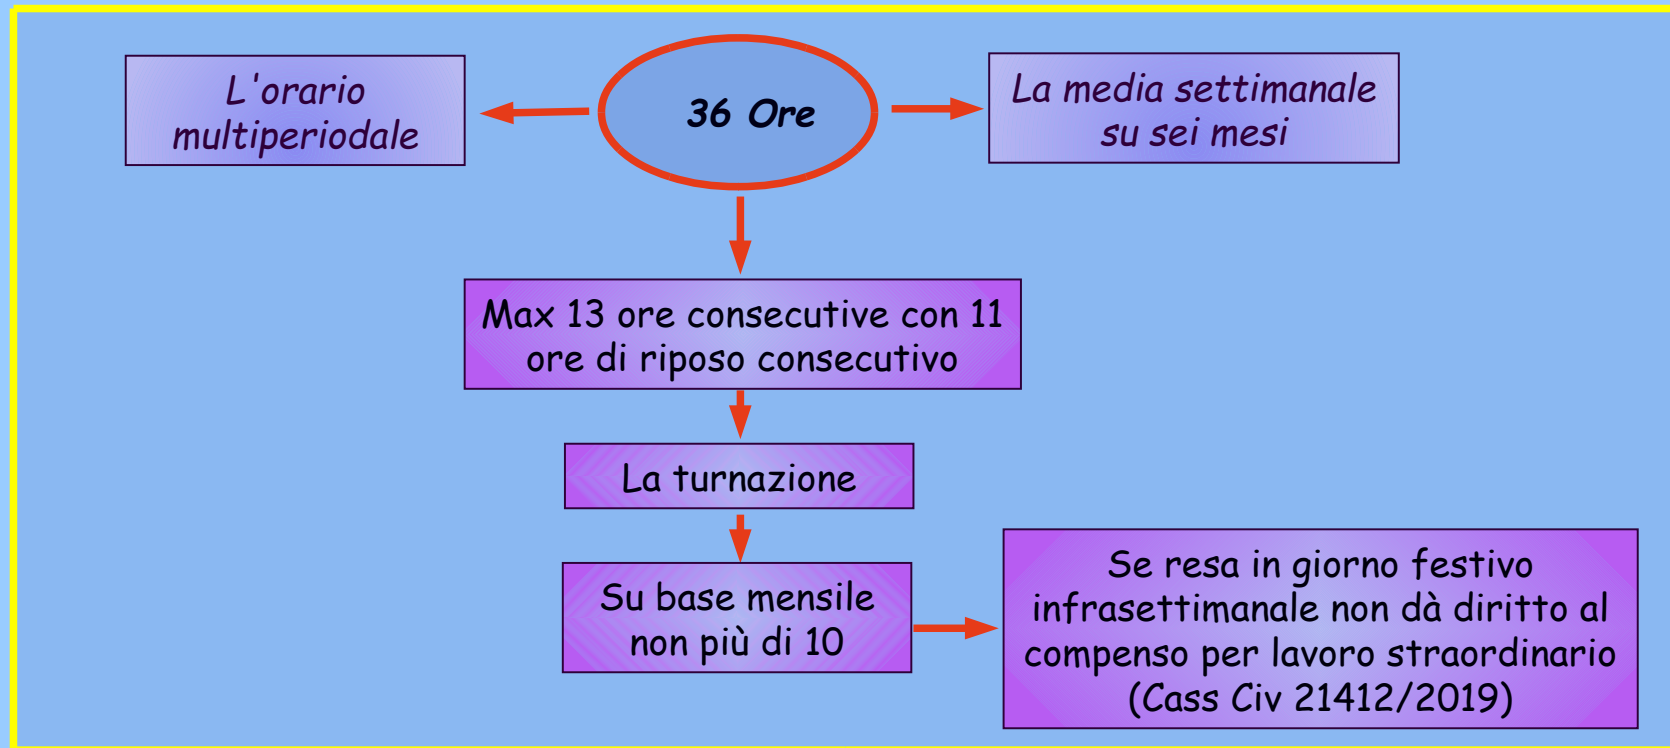 L'orario
multiperiodale
36 Ore
La media settimanale
su sei mesi
Max 13 ore consecutive con 11
ore di riposo consecutivo
La turnazione
Su base mensile
non più di 10
Se resa in giorno festivo
infrasettimanale non dà diritto al
compenso per lavoro straordinario
(Cass Civ 21412/2019)